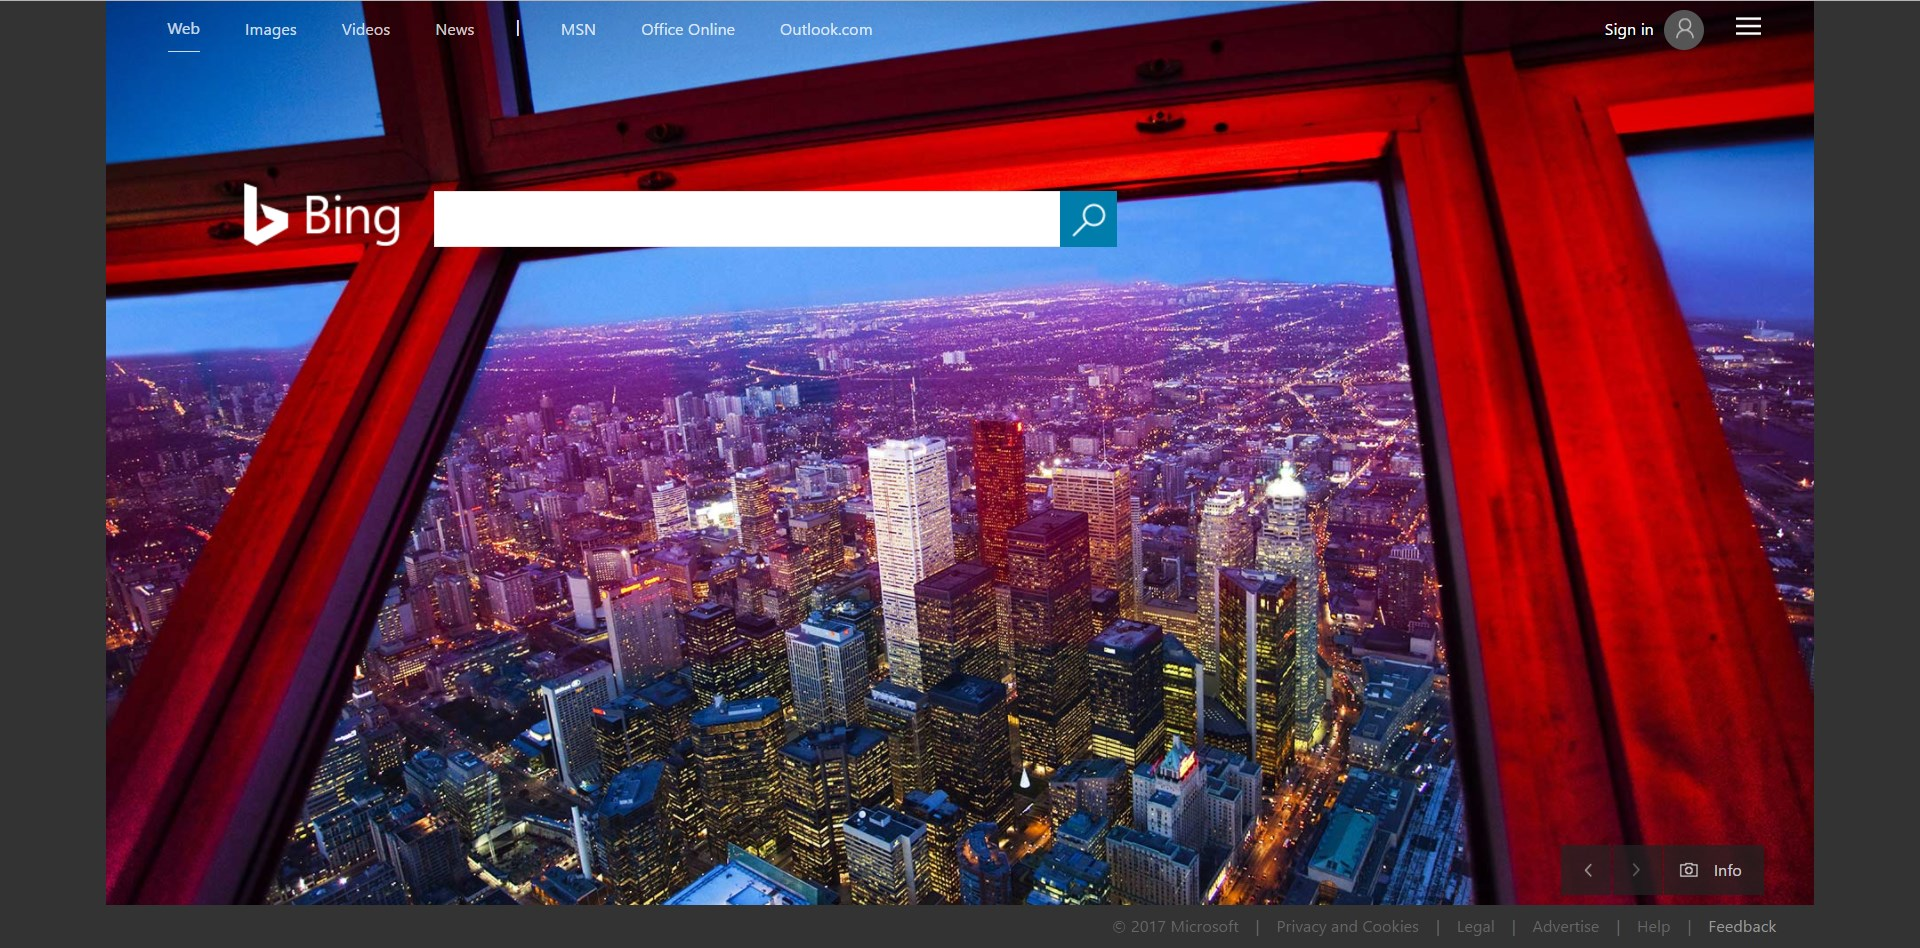 Web Images Videos News | MSN Office Online Outlook.com Sign in
Bing
Info
© 2017 Microsoft | Privacy and Cookies | Legal | Advertise | Help | Feedback